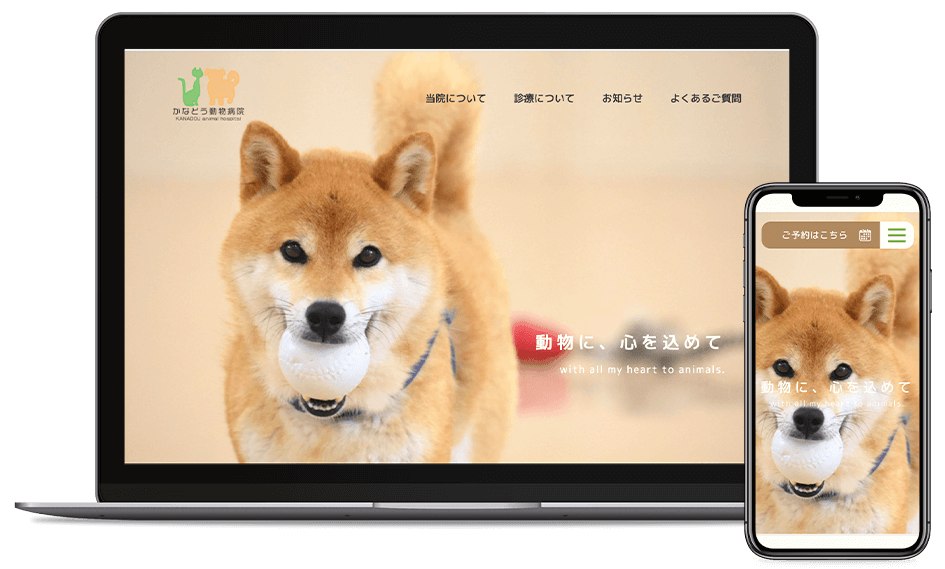 かなどう動物病院
KANADOU animal hospital
当院について
診療について
お知らせ
よくあるご質問
動物に、心を込めて
with all my heart to animals.
ご予約はこちら
動物に、心を込めて
with all my heart to animals.